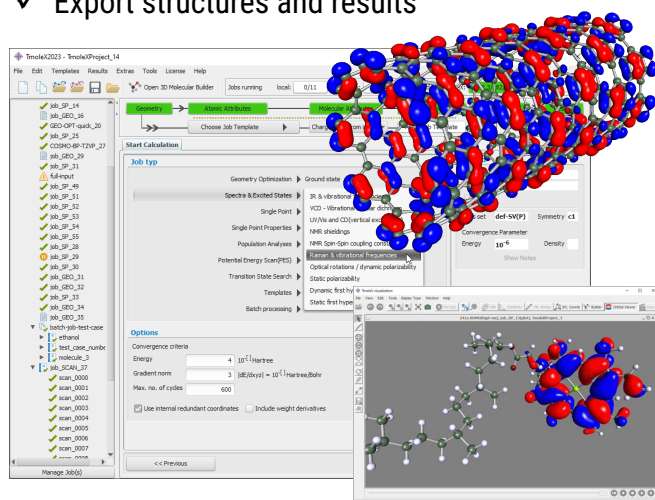 ✓ Export structures and results
TmoleX2023 - TmoleXProject_14
File Edit Templates Results Extras Tools License Help
Open 3D Molecular Builder Jobs running local: 0/11
Geometry Atomic Attributes Molecular
Choose Job Template
Start Calculation
job_SP_14
job_GEO_16
GEO-OPT-quick_20
job_SP_25
COSMO-BP-TZVP_27
job_GEO_29
job_SP_31
full-input
job_SP_49
job_SP_51
job_SP_52
job_SP_53
job_SP_54
job_SP_55
job_SP_28
job_SP_29
job_SP_30
job_GEO_31
job_GEO_32
job_SP_33
job_GEO_34
job_GEO_35
batch-job-test-case
ethanol
test_case_numbe
molecule_3
job_SCAN_37
scan_0000
scan_0001
scan_0002
scan_0003
scan_0004
scan_0005
scan_0006
scan_0007
Manage Job(s)
Job typ
Geometry Optimization Ground state
Spectra & Excited States
Single Point
Single Point Properties
Population Analyses
Potential Energy Scan(PES)
Transition State Search
Templates
Batch processing
IR & vibrational
VCD - Vibrational
UV/Vis and CD(vertical
NMR shieldings
NMR Spin-Spin coupling
Raman & vibrational frequencies
Optical rotations / dynamic polarizability
Static polarizability
Dynamic first
Static first
set def-SV(P) Symmetry c1
Convergence Parameter
Energy 10-6 Density
Show Notes
Options
Convergence criteria
Energy 4 10^[-] Hartree
Gradient norm 3 |dE/dxyz| = 10^[-] Hartree/Bohr
Max. no. of cycles 600
Use internal redundant coordinates Include weight derivatives
<< Previous
File View Edit Tools Display Type Window Help